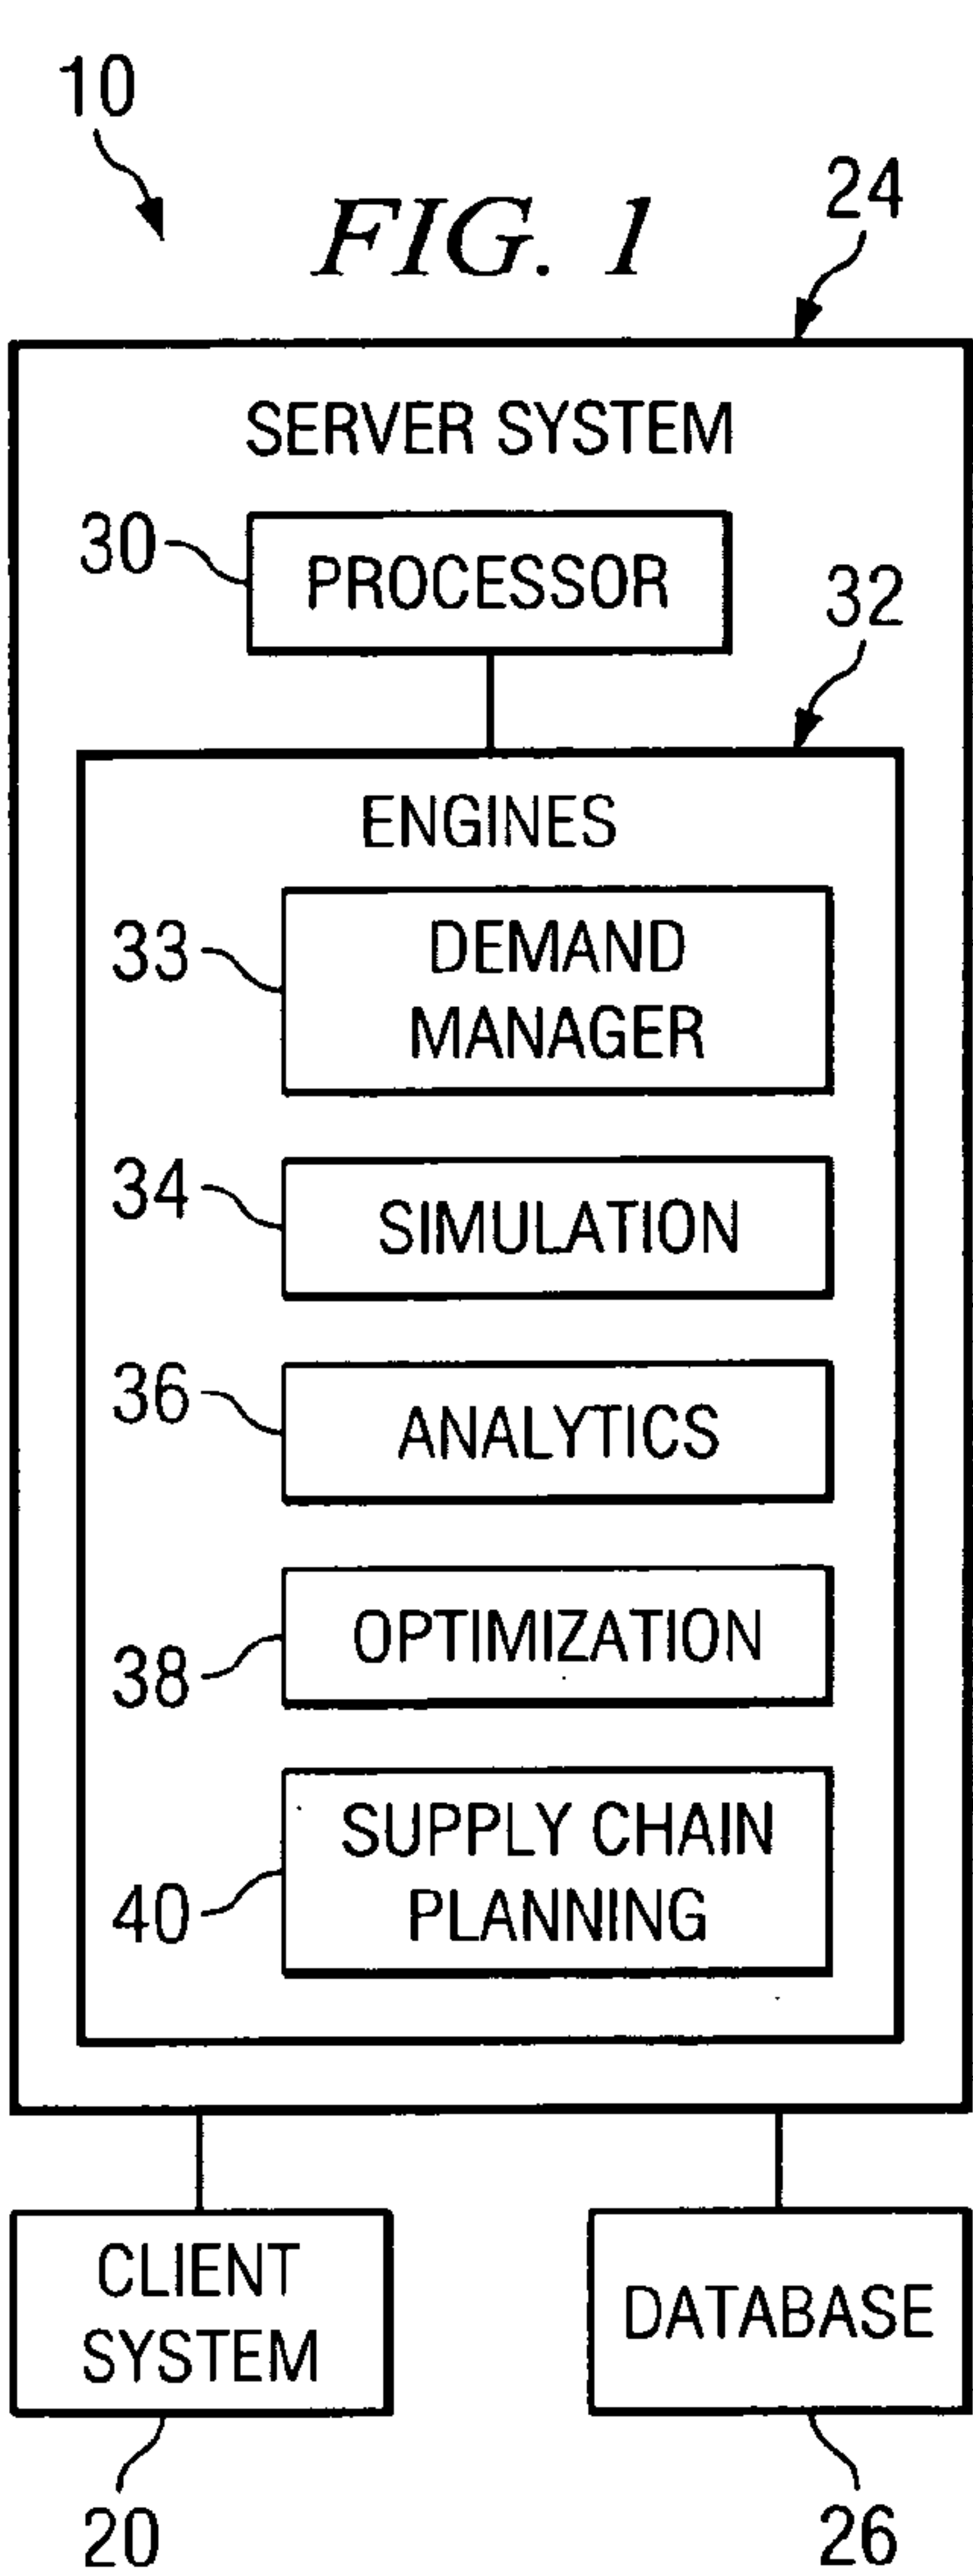 10
FIG. 1
24
SERVER SYSTEM
30
PROCESSOR
32
ENGINES
33
DEMAND
MANAGER
34
SIMULATION
36
ANALYTICS
38
OPTIMIZATION
40
SUPPLY CHAIN
PLANNING
CLIENT
SYSTEM
DATABASE
20
26